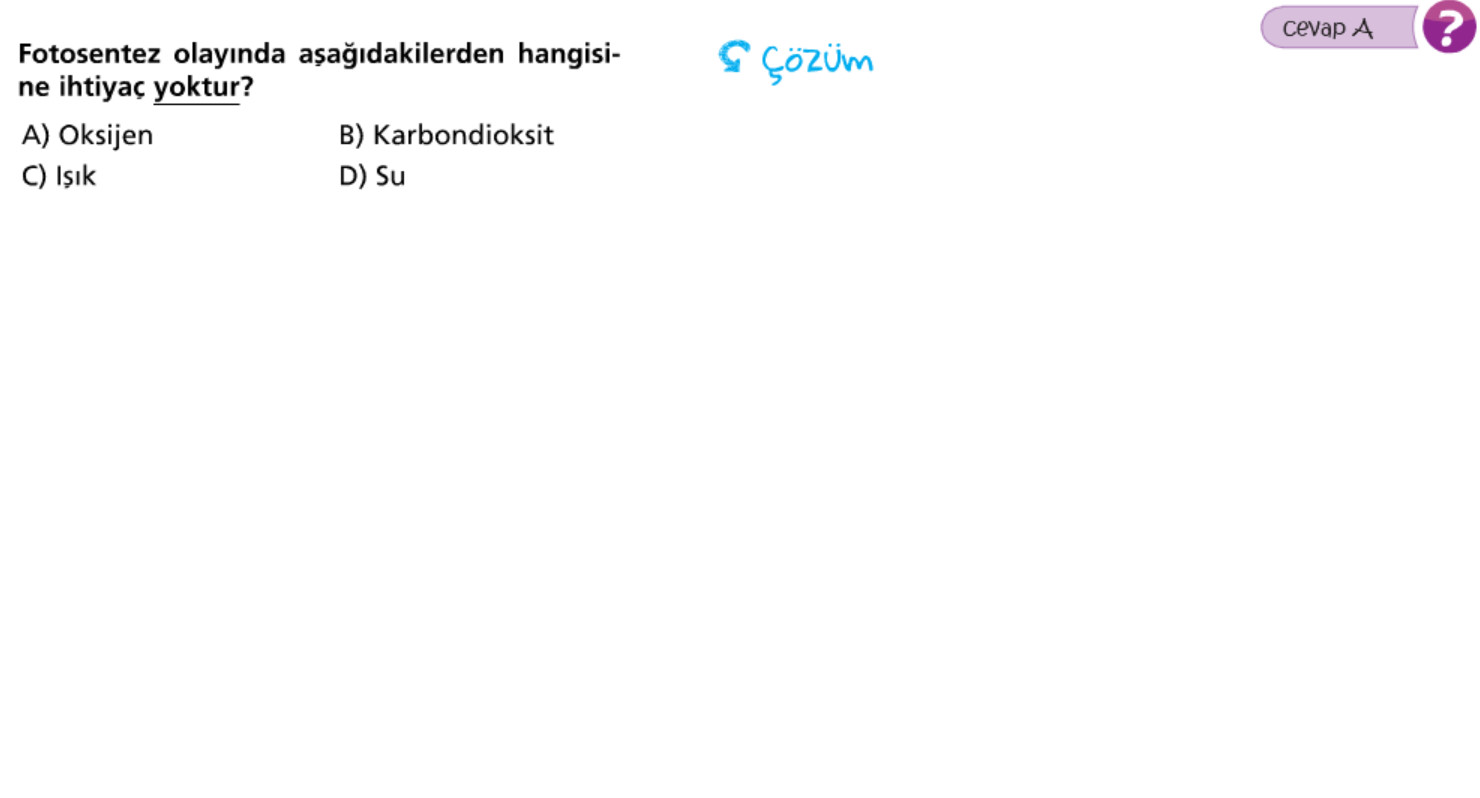 Fotosentez olayında aşağıdakilerden hangisi-
ne ihtiyaç yoktur?
A) Oksijen B) Karbondioksit
C) Işık D) Su
Çözüm
Cevap A
?